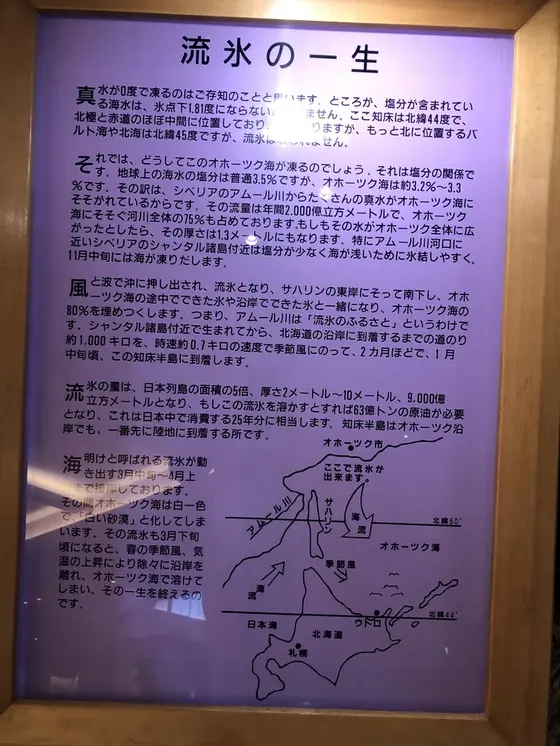 流氷の一生
真水が0度で凍るのはご存知のことと思います。ところが、塩分が含まれてい
る海水は、氷点下1.81度にならない ません。ここ知床は北緯44度で、
北極と赤道のほぼ中間に位置しており、 りますが、もっと北に位置するバ
ルト海や北海は北緯45度ですが、流氷は われません。
それでは、どうしてこのオホーツク海が凍るのでしょう。それは塩分の関係で
す。地球上の海水の塩分は普通3.5%ですが、オホーツク海は約3.2%〜3.3
%です。その訳は、シベリアのアムール川からたくさんの真水がオホーツク海に
そそがれているからです。その流量は年間2.000億立方メートルで、オホーツク
海にそそぐ河川全体の75%も占めております。もしもその水がオホーツク全体に広
がったとしたら、その厚さは1.3メートルにもなります。特にアムール川河口に
近いシベリアのシャンタル諸島付近は塩分が少なく海が浅いために氷結しやすく、
11月中旬には海が凍りだします。
風と波で沖に押し出され、流氷となり、サハリンの東岸にそって南下し、オホ
ーツク海の途中でできた氷や沿岸でできた氷と一緒になり、オホーツク海の
80%を埋めつくします。つまり、アムール川は「流氷のふるさと」というわけで
す。シャンタル諸島付近で生まれてから、北海道の沿岸に到着するまでの道のり
約1.000キロを、時速約0.7キロの速度で季節風にのって、2カ月ほどで、1月
中旬頃、この知床半島に到着します。
流氷の量は、日本列島の面積の5倍、厚さ2メートル〜10メートル、9.000億
立方メートルとなり、もしこの流氷を溶かすとすれば63億トンの原油が必要
となり、これは日本中で消費する25年分に相当します。知床半島はオホーツク沿
岸でも、一番先に陸地に到着する所です。
海明けと呼ばれる流氷が動
き出す3月中旬〜4月上
まで接岸しております。
その間オホーツク海は白一色
で、「白い砂漠」と化してしま
います。その流氷も3月下旬
頃になると、春の季節風、気
温の上昇により除々に沿岸を
離れ、オホーツク海で溶けて
しまい、その一生を終えるの
です。
オホーツク市
ここで流氷が
出来ます。
アムール川
サハリン
海流
北緯50°
オホーツク海
季節風
海流
北緯44°
日本海
ウトロ
北海道
札幌